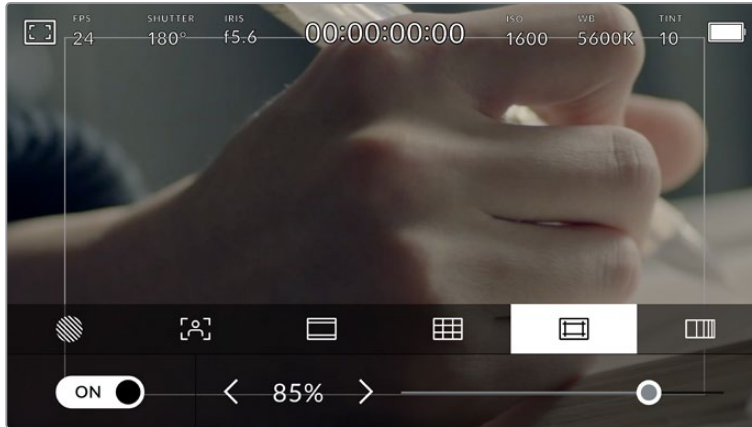 FPS SHUTTER IRIS ISO WB TINT
24 180° f5.6 00:00:00:00 1600 5600K 10
ON 85%